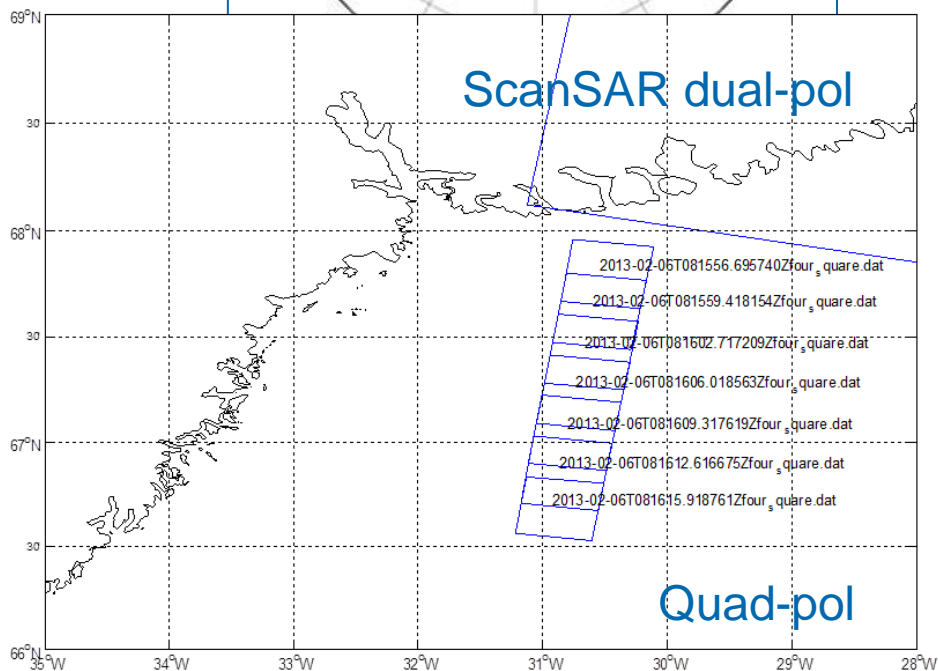 69°N
ScanSAR dual-pol
30'
68°N
2013-02-06T081556.695740Zfour_square.dat
2013-02-06T081559.418154Zfour_square.dat
30'
2013-02-06T081602.717209Zfour_square.dat
2013-02-06T081606.018563Zfour_square.dat
2013-02-06T081609.317619Zfour_square.dat
67°N
2013-02-06T081612.616675Zfour_square.dat
2013-02-06T081615.918761Zfour_square.dat
30'
Quad-pol
66°N
35°W 34°W 33°W 32°W 31°W 30°W 29°W 28°W